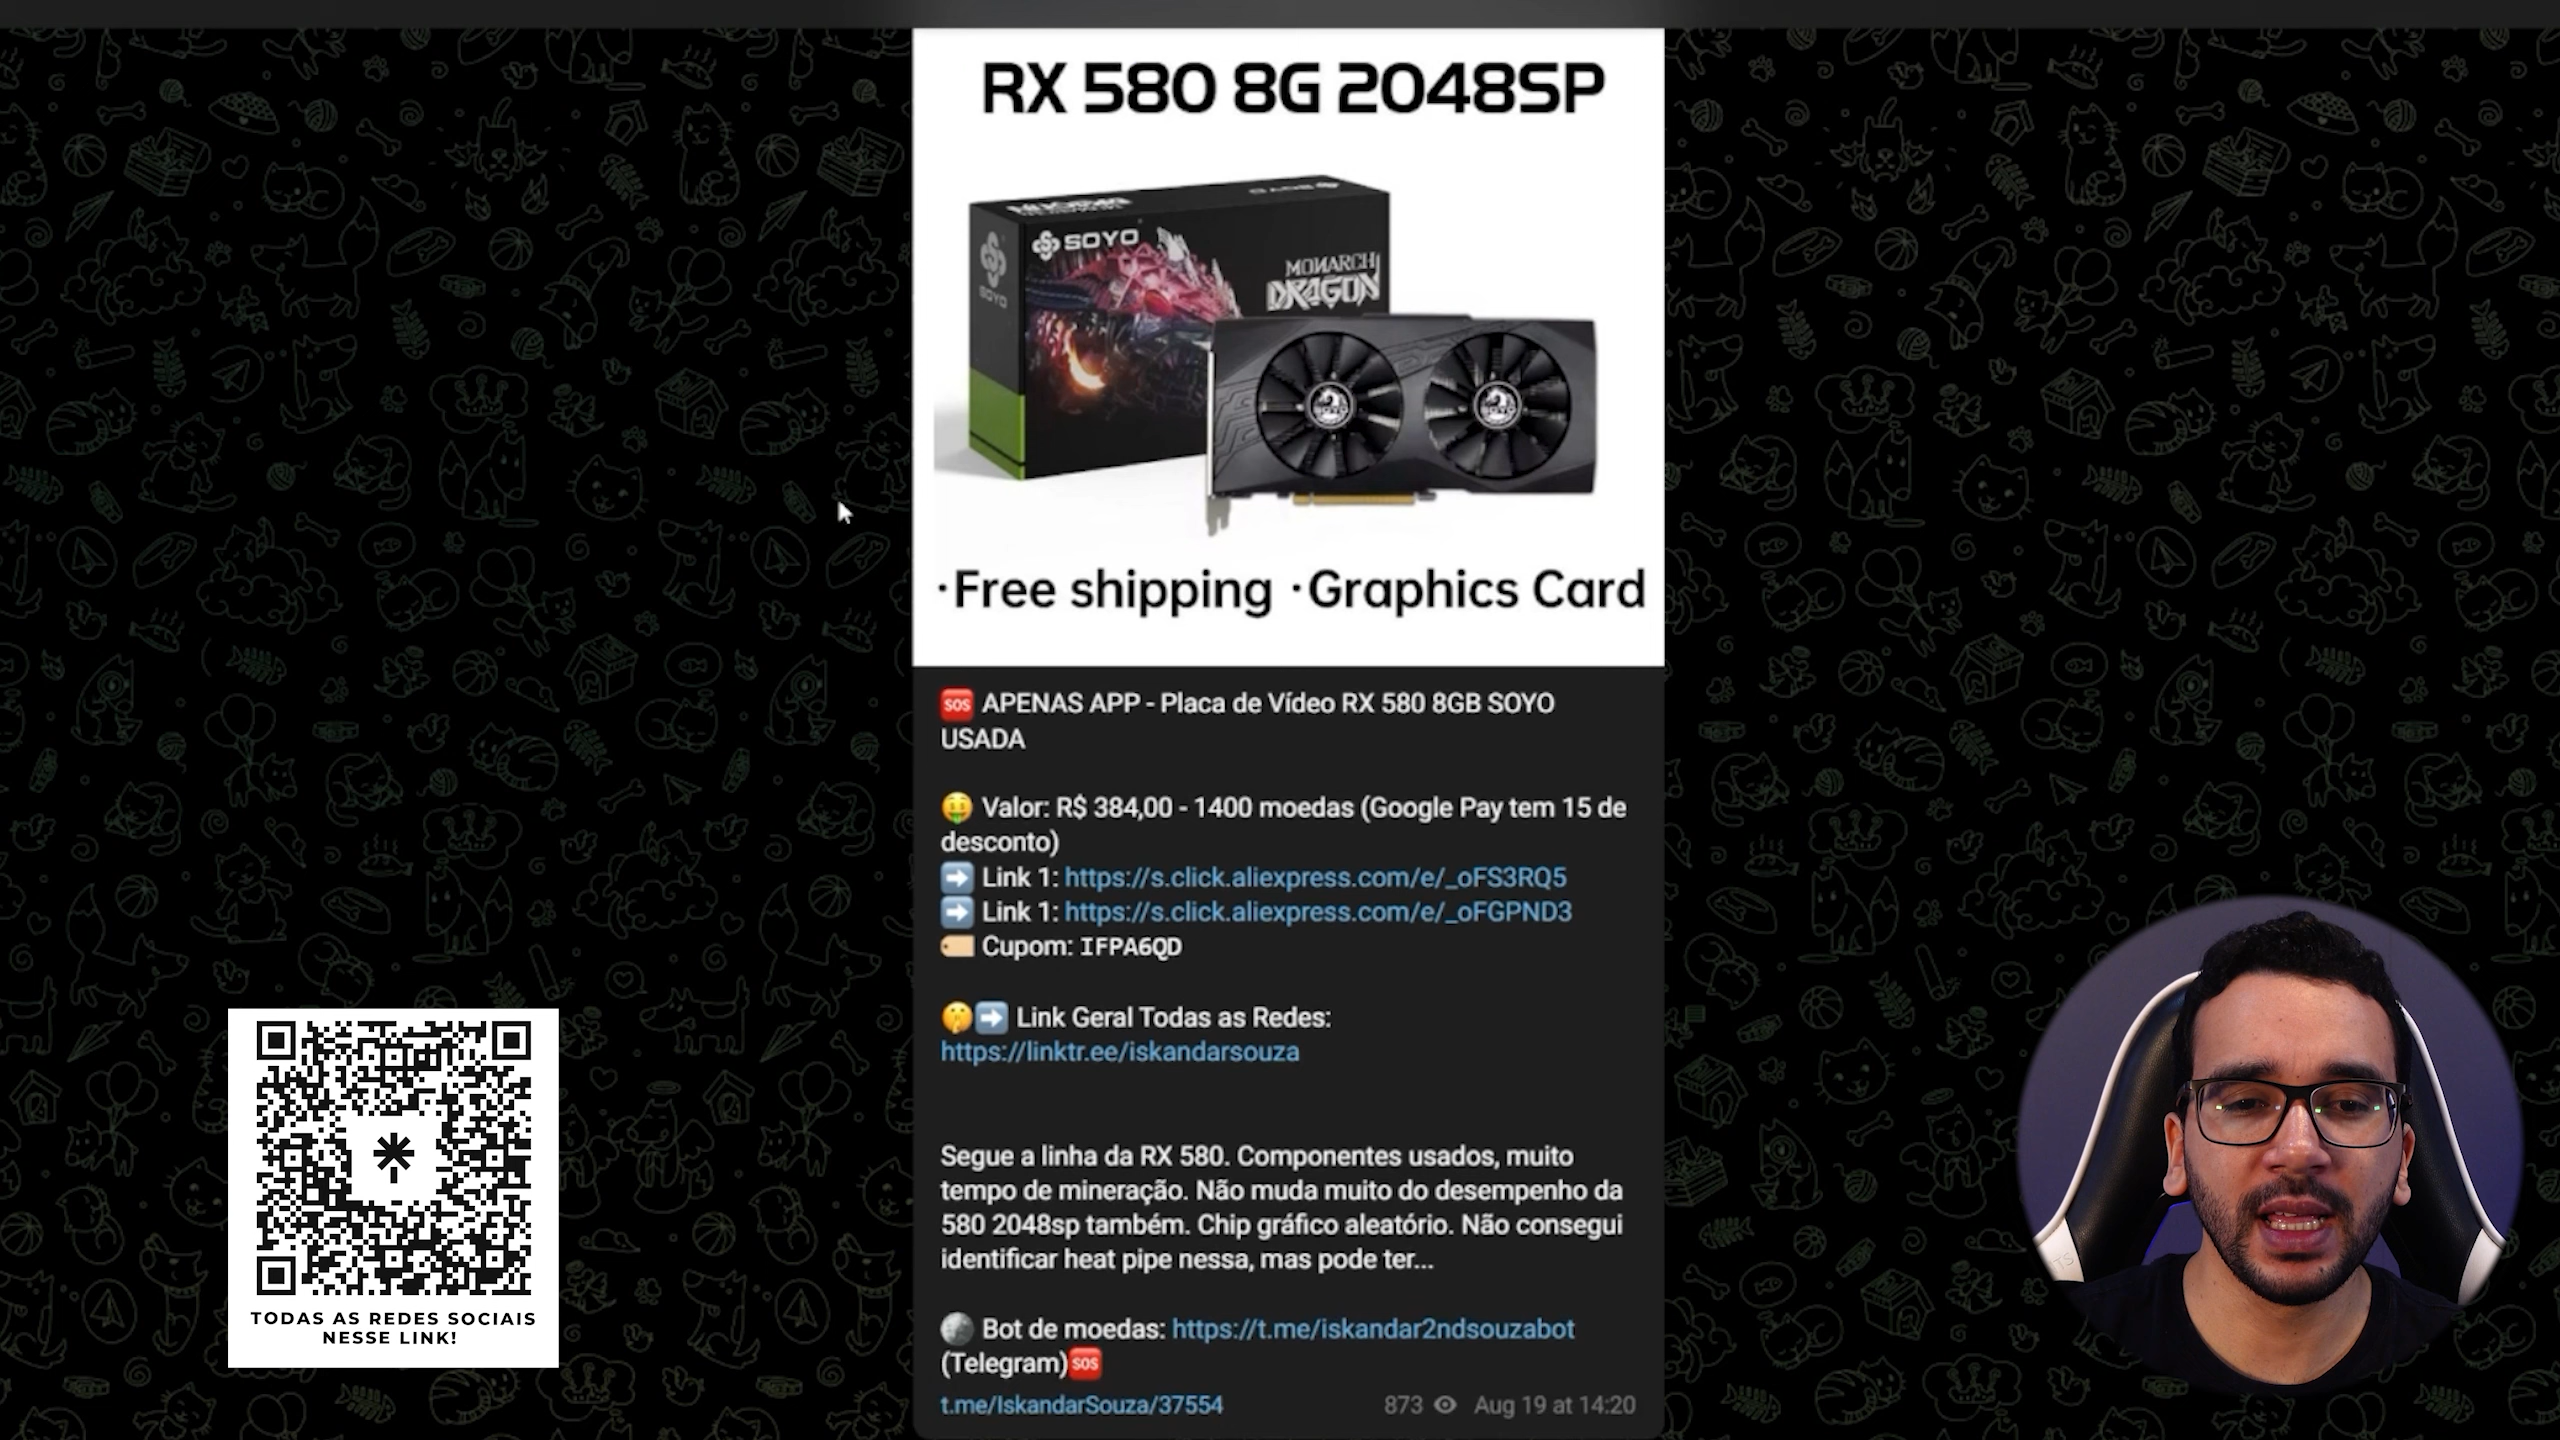 RX 580 8G 2048SP
SOYO
SOYO
MONARCH
DRAGON
SOYO
SOYO
·Free shipping ·Graphics Card
🆘 APENAS APP - Placa de Vídeo RX 580 8GB SOYO
USADA
🤑 Valor: R$ 384,00 - 1400 moedas (Google Pay tem 15 de
desconto)
➡️ Link 1: https://s.click.aliexpress.com/e/_oFS3RQ5
➡️ Link 1: https://s.click.aliexpress.com/e/_oFGPND3
🏷️ Cupom: IFPA6QD
🤫➡️ Link Geral Todas as Redes:
https://linktr.ee/iskandarsouza
Segue a linha da RX 580. Componentes usados, muito
tempo de mineração. Não muda muito do desempenho da
580 2048sp também. Chip gráfico aleatório. Não consegui
identificar heat pipe nessa, mas pode ter...
🌕 Bot de moedas: https://t.me/iskandar2ndsouzabot
(Telegram)🆘
t.me/IskandarSouza/37554 873 Aug 19 at 14:20
TODAS AS REDES SOCIAIS
NESSE LINK!